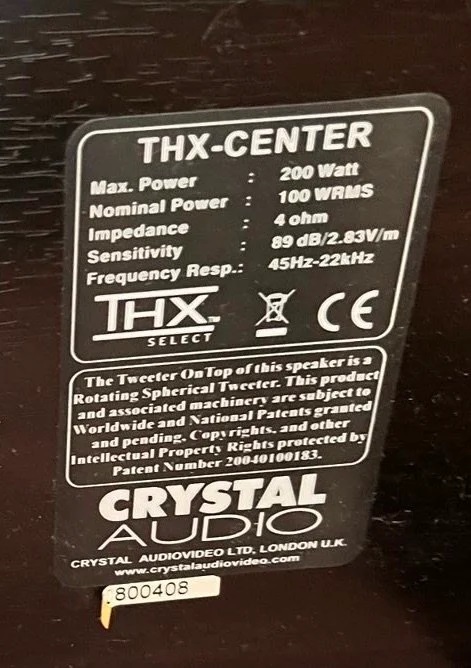 THX-CENTER
Max. Power : 200 Watt
Nominal Power : 100 WRMS
Impedance : 4 ohm
Sensitivity : 89 dB/2.83V/m
Frequency Resp.: 45Hz-22kHz
THX™ CE
SELECT
The Tweeter On Top of this speaker is a
Rotating Spherical Tweeter. This product
and associated machinery are subject to
Worldwide and National Patents granted
and pending, Copyrights, and other
Intellectual Property Rights protected by
Patent Number 20040100183.
CRYSTAL
AUDIO
CRYSTAL AUDIOVIDEO LTD, LONDON U.K.
www.crystalaudiovideo.com
800408